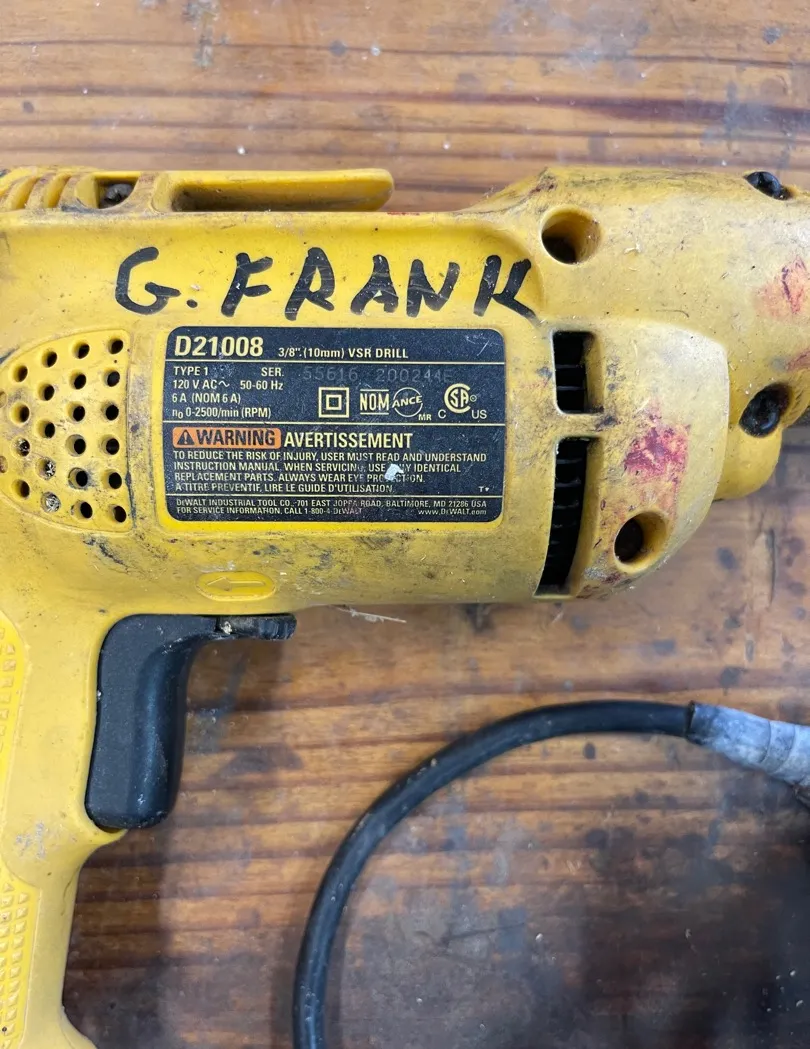 G. FRANK
D21008 3/8" (10mm) VSR DRILL
TYPE 1 SER.
120 V AC~ 50-60 Hz
6 A (NOM 6 A)
n₀ 0-2500/min (RPM)
NOM ANCE MR C SA US
⚠WARNING AVERTISSEMENT
TO REDUCE THE RISK OF INJURY, USER MUST READ AND UNDERSTAND
INSTRUCTION MANUAL. WHEN SERVICING, USE ONLY IDENTICAL
REPLACEMENT PARTS. ALWAYS WEAR EYE PROTECTION.
À TITRE PRÉVENTIF, LIRE LE GUIDE D'UTILISATION.
DEWALT INDUSTRIAL TOOL CO., 701 EAST JOPPA ROAD, BALTIMORE, MD 21286 USA
FOR SERVICE INFORMATION, CALL 1-800-4-DEWALT www.DEWALT.com